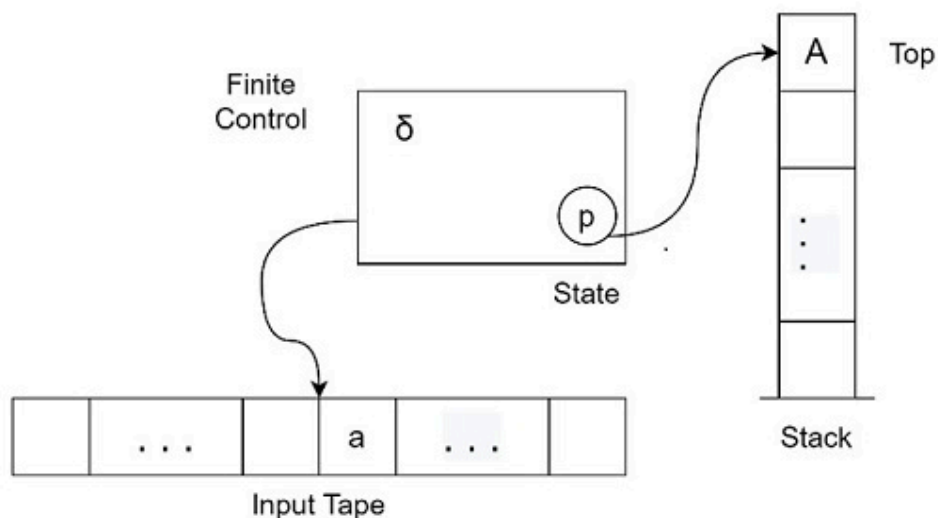 A
Top
Finite
Control
δ
p
State
a
. . .
. . .
Stack
Input Tape